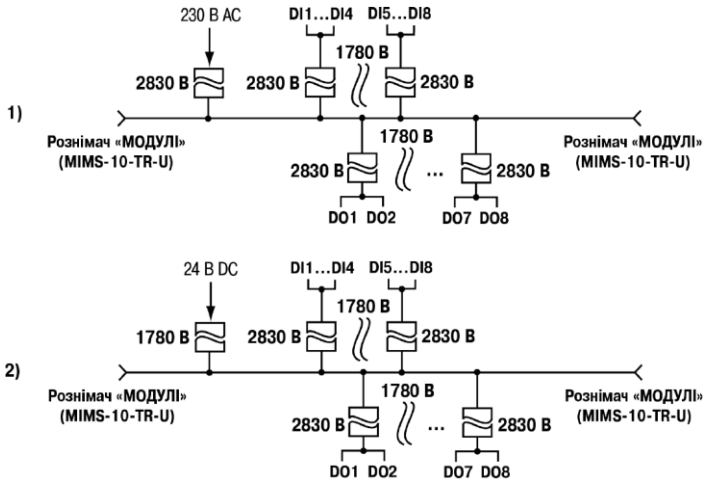 230 В AC DI1...DI4 DI5...DI8
1780 В
2830 В 2830 В 2830 В
1)
Рознімач «МОДУЛІ» 1780 В Рознімач «МОДУЛІ»
(MIMS-10-TR-U) (MIMS-10-TR-U)
2830 В ... 2830 В
DO1 DO2 DO7 DO8
24 В DC DI1...DI4 DI5...DI8
1780 В
1780 В 2830 В 2830 В
2)
Рознімач «МОДУЛІ» 1780 В Рознімач «МОДУЛІ»
(MIMS-10-TR-U) (MIMS-10-TR-U)
2830 В ... 2830 В
DO1 DO2 DO7 DO8